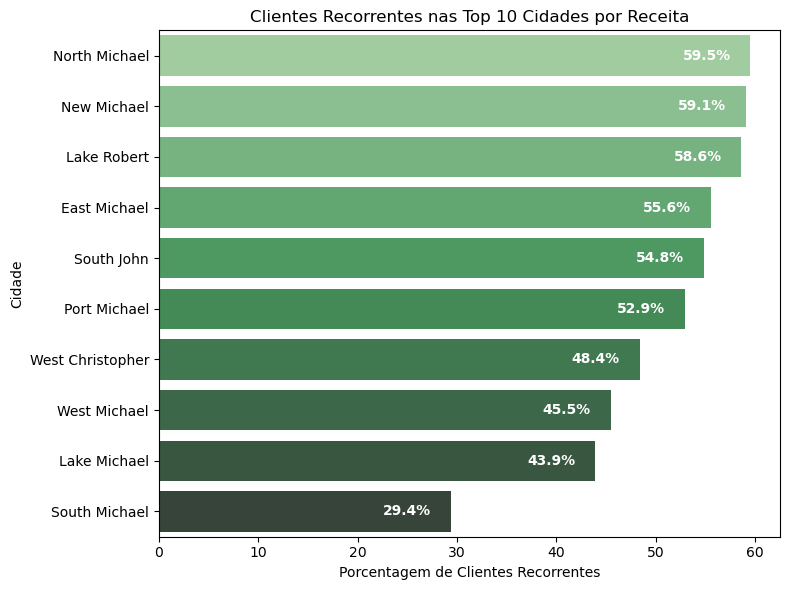 Clientes Recorrentes nas Top 10 Cidades por Receita
Cidade
North Michael 59.5%
New Michael 59.1%
Lake Robert 58.6%
East Michael 55.6%
South John 54.8%
Port Michael 52.9%
West Christopher 48.4%
West Michael 45.5%
Lake Michael 43.9%
South Michael 29.4%
0 10 20 30 40 50 60
Porcentagem de Clientes Recorrentes